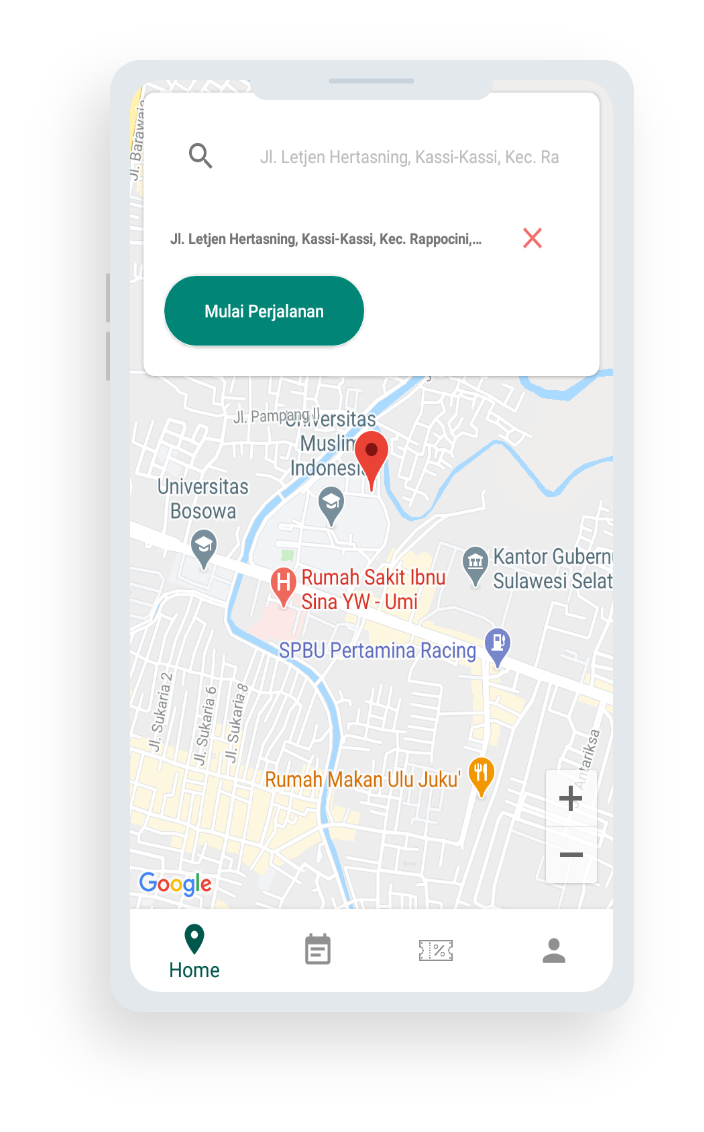 Jl. Barawaja
Jl. Letjen Hertasning, Kassi-Kassi, Kec. Ra
Jl. Letjen Hertasning, Kassi-Kassi, Kec. Rappocini,...
Mulai Perjalanan
Jl. Pampang II
Universitas
Muslim
Indonesia
Universitas
Bosowa
Kantor Gubern
Sulawesi Selat
Rumah Sakit Ibnu
Sina YW - Umi
SPBU Pertamina Racing
Jl. Sukaria 2
Jl. Sukaria 6
Jl. Sukaria 8
Antariksa
Rumah Makan Ulu Juku'
Google
Home